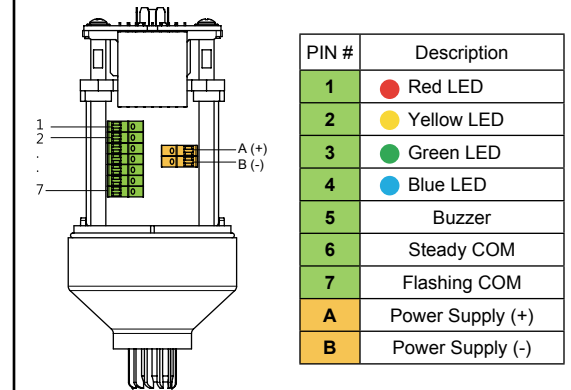 1
2
.
.
7
A (+)
B (-)
PIN # Description
1 Red LED
2 Yellow LED
3 Green LED
4 Blue LED
5 Buzzer
6 Steady COM
7 Flashing COM
A Power Supply (+)
B Power Supply (-)